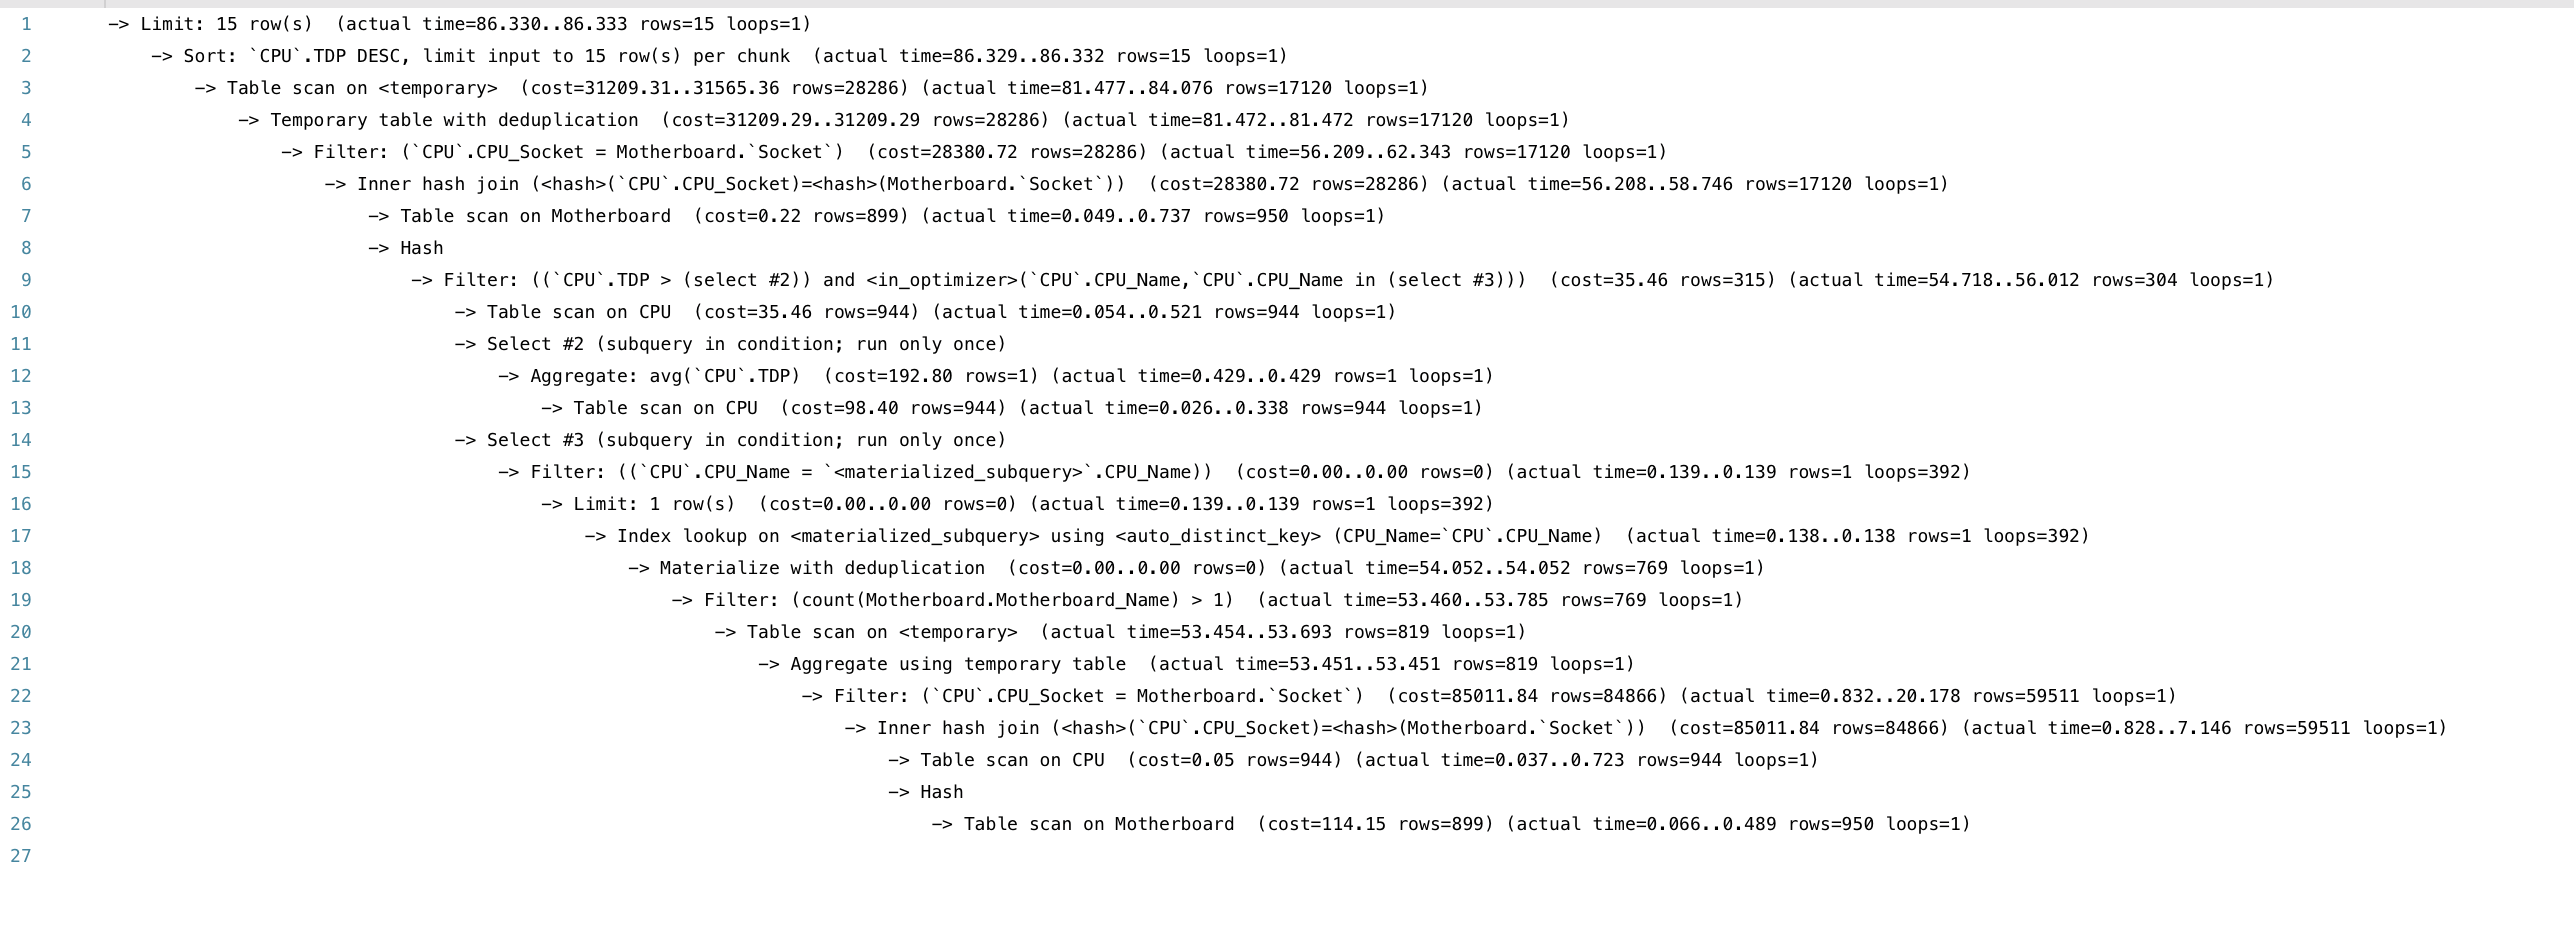 1 -> Limit: 15 row(s)  (actual time=86.330..86.333 rows=15 loops=1)
2 -> Sort: `CPU`.TDP DESC, limit input to 15 row(s) per chunk  (actual time=86.329..86.332 rows=15 loops=1)
3 -> Table scan on <temporary>  (cost=31209.31..31565.36 rows=28286) (actual time=81.477..84.076 rows=17120 loops=1)
4 -> Temporary table with deduplication  (cost=31209.29..31209.29 rows=28286) (actual time=81.472..81.472 rows=17120 loops=1)
5 -> Filter: (`CPU`.CPU_Socket = Motherboard.`Socket`)  (cost=28380.72 rows=28286) (actual time=56.209..62.343 rows=17120 loops=1)
6 -> Inner hash join (<hash>(`CPU`.CPU_Socket)=<hash>(Motherboard.`Socket`))  (cost=28380.72 rows=28286) (actual time=56.208..58.746 rows=17120 loops=1)
7 -> Table scan on Motherboard  (cost=0.22 rows=899) (actual time=0.049..0.737 rows=950 loops=1)
8 -> Hash
9 -> Filter: ((`CPU`.TDP > (select #2)) and <in_optimizer>(`CPU`.CPU_Name,`CPU`.CPU_Name in (select #3)))  (cost=35.46 rows=315) (actual time=54.718..56.012 rows=304 loops=1)
10 -> Table scan on CPU  (cost=35.46 rows=944) (actual time=0.054..0.521 rows=944 loops=1)
11 -> Select #2 (subquery in condition; run only once)
12 -> Aggregate: avg(`CPU`.TDP)  (cost=192.80 rows=1) (actual time=0.429..0.429 rows=1 loops=1)
13 -> Table scan on CPU  (cost=98.40 rows=944) (actual time=0.026..0.338 rows=944 loops=1)
14 -> Select #3 (subquery in condition; run only once)
15 -> Filter: ((`CPU`.CPU_Name = `<materialized_subquery>`.CPU_Name))  (cost=0.00..0.00 rows=0) (actual time=0.139..0.139 rows=1 loops=392)
16 -> Limit: 1 row(s)  (cost=0.00..0.00 rows=0) (actual time=0.139..0.139 rows=1 loops=392)
17 -> Index lookup on <materialized_subquery> using <auto_distinct_key> (CPU_Name=`CPU`.CPU_Name)  (actual time=0.138..0.138 rows=1 loops=392)
18 -> Materialize with deduplication  (cost=0.00..0.00 rows=0) (actual time=54.052..54.052 rows=769 loops=1)
19 -> Filter: (count(Motherboard.Motherboard_Name) > 1)  (actual time=53.460..53.785 rows=769 loops=1)
20 -> Table scan on <temporary>  (actual time=53.454..53.693 rows=819 loops=1)
21 -> Aggregate using temporary table  (actual time=53.451..53.451 rows=819 loops=1)
22 -> Filter: (`CPU`.CPU_Socket = Motherboard.`Socket`)  (cost=85011.84 rows=84866) (actual time=0.832..20.178 rows=59511 loops=1)
23 -> Inner hash join (<hash>(`CPU`.CPU_Socket)=<hash>(Motherboard.`Socket`))  (cost=85011.84 rows=84866) (actual time=0.828..7.146 rows=59511 loops=1)
24 -> Table scan on CPU  (cost=0.05 rows=944) (actual time=0.037..0.723 rows=944 loops=1)
25 -> Hash
26 -> Table scan on Motherboard  (cost=114.15 rows=899) (actual time=0.066..0.489 rows=950 loops=1)
27